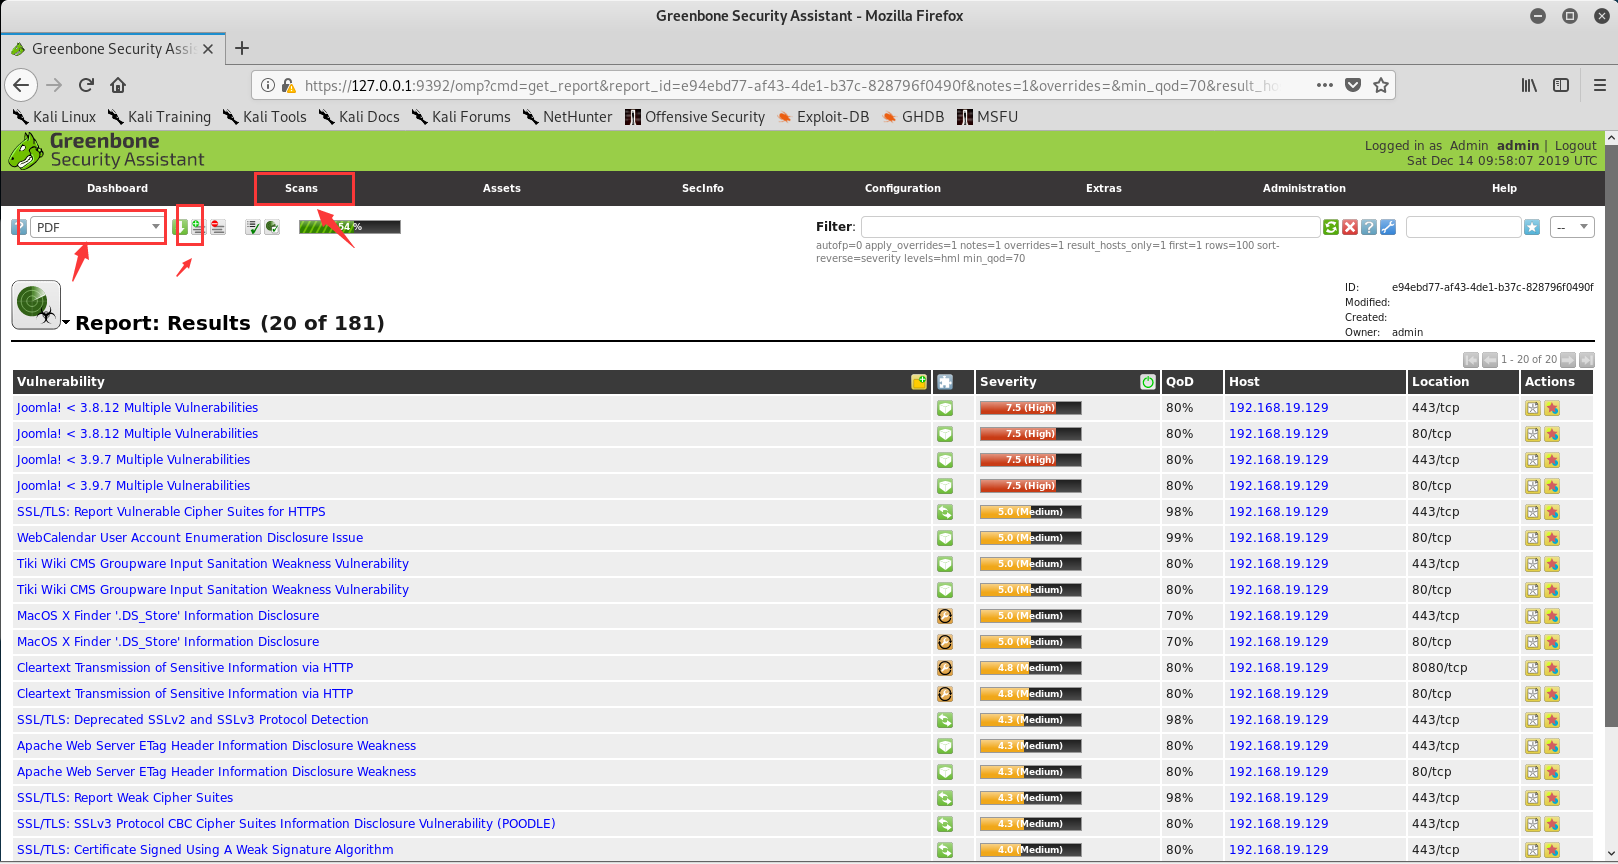 Greenbone Security Assistant - Mozilla Firefox
Greenbone Security Assis
https://127.0.0.1:9392/omp?cmd=get_report&report_id=e94ebd77-af43-4de1-b37c-828796f0490f&notes=1&overrides=&min_qod=70&result_ho
Kali Linux Kali Training Kali Tools Kali Docs Kali Forums NetHunter Offensive Security Exploit-DB GHDB MSFU
Greenbone
Security Assistant
Logged in as Admin admin | Logout
Sat Dec 14 09:58:07 2019 UTC
Dashboard Scans Assets SecInfo Configuration Extras Administration Help
PDF 54 % Filter: --
autofp=0 apply_overrides=1 notes=1 overrides=1 result_hosts_only=1 first=1 rows=100 sort-
reverse=severity levels=hml min_qod=70
ID: e94ebd77-af43-4de1-b37c-828796f0490f
Modified:
Created:
Owner: admin
Report: Results (20 of 181)
1 - 20 of 20
Vulnerability Severity QoD Host Location Actions
Joomla! < 3.8.12 Multiple Vulnerabilities 7.5 (High) 80% 192.168.19.129 443/tcp
Joomla! < 3.8.12 Multiple Vulnerabilities 7.5 (High) 80% 192.168.19.129 80/tcp
Joomla! < 3.9.7 Multiple Vulnerabilities 7.5 (High) 80% 192.168.19.129 443/tcp
Joomla! < 3.9.7 Multiple Vulnerabilities 7.5 (High) 80% 192.168.19.129 80/tcp
SSL/TLS: Report Vulnerable Cipher Suites for HTTPS 5.0 (Medium) 98% 192.168.19.129 443/tcp
WebCalendar User Account Enumeration Disclosure Issue 5.0 (Medium) 99% 192.168.19.129 80/tcp
Tiki Wiki CMS Groupware Input Sanitation Weakness Vulnerability 5.0 (Medium) 80% 192.168.19.129 443/tcp
Tiki Wiki CMS Groupware Input Sanitation Weakness Vulnerability 5.0 (Medium) 80% 192.168.19.129 80/tcp
MacOS X Finder '.DS_Store' Information Disclosure 5.0 (Medium) 70% 192.168.19.129 443/tcp
MacOS X Finder '.DS_Store' Information Disclosure 5.0 (Medium) 70% 192.168.19.129 80/tcp
Cleartext Transmission of Sensitive Information via HTTP 4.8 (Medium) 80% 192.168.19.129 8080/tcp
Cleartext Transmission of Sensitive Information via HTTP 4.8 (Medium) 80% 192.168.19.129 80/tcp
SSL/TLS: Deprecated SSLv2 and SSLv3 Protocol Detection 4.3 (Medium) 98% 192.168.19.129 443/tcp
Apache Web Server ETag Header Information Disclosure Weakness 4.3 (Medium) 80% 192.168.19.129 443/tcp
Apache Web Server ETag Header Information Disclosure Weakness 4.3 (Medium) 80% 192.168.19.129 80/tcp
SSL/TLS: Report Weak Cipher Suites 4.3 (Medium) 98% 192.168.19.129 443/tcp
SSL/TLS: SSLv3 Protocol CBC Cipher Suites Information Disclosure Vulnerability (POODLE) 4.3 (Medium) 80% 192.168.19.129 443/tcp
SSL/TLS: Certificate Signed Using A Weak Signature Algorithm 4.0 (Medium) 80% 192.168.19.129 443/tcp